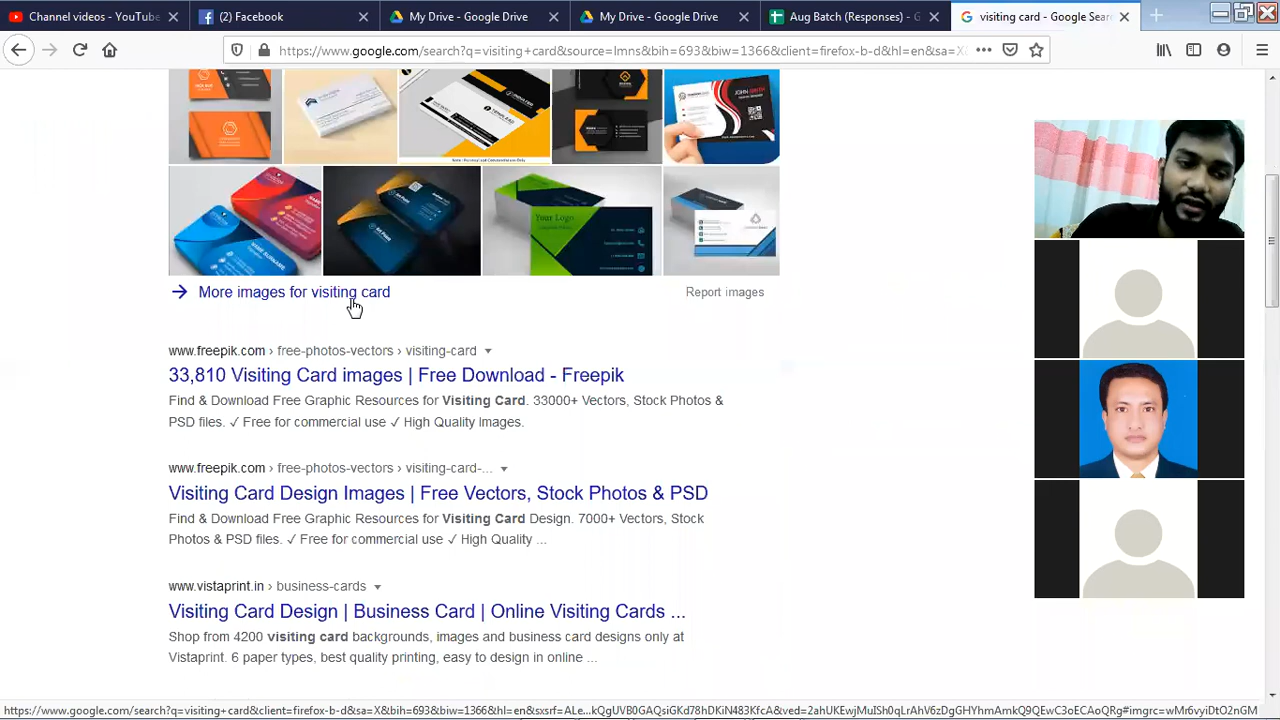 Channel videos - YouTube
(2) Facebook
My Drive - Google Drive
My Drive - Google Drive
Aug Batch (Responses) - G
visiting card - Google Sear
https://www.google.com/search?q=visiting+card&source=lmns&bih=693&biw=1366&client=firefox-b-d&hl=en&sa=X
JOHN SMITH
Your Logo
More images for visiting card
Report images
www.freepik.com › free-photos-vectors › visiting-card
33,810 Visiting Card images | Free Download - Freepik
Find & Download Free Graphic Resources for Visiting Card. 33000+ Vectors, Stock Photos &
PSD files. ✓ Free for commercial use ✓ High Quality Images.
www.freepik.com › free-photos-vectors › visiting-card-...
Visiting Card Design Images | Free Vectors, Stock Photos & PSD
Find & Download Free Graphic Resources for Visiting Card Design. 7000+ Vectors, Stock
Photos & PSD files. ✓ Free for commercial use ✓ High Quality ...
www.vistaprint.in › business-cards
Visiting Card Design | Business Card | Online Visiting Cards ...
Shop from 4200 visiting card backgrounds, images and business card designs only at
Vistaprint. 6 paper types, best quality printing, easy to design in online ...